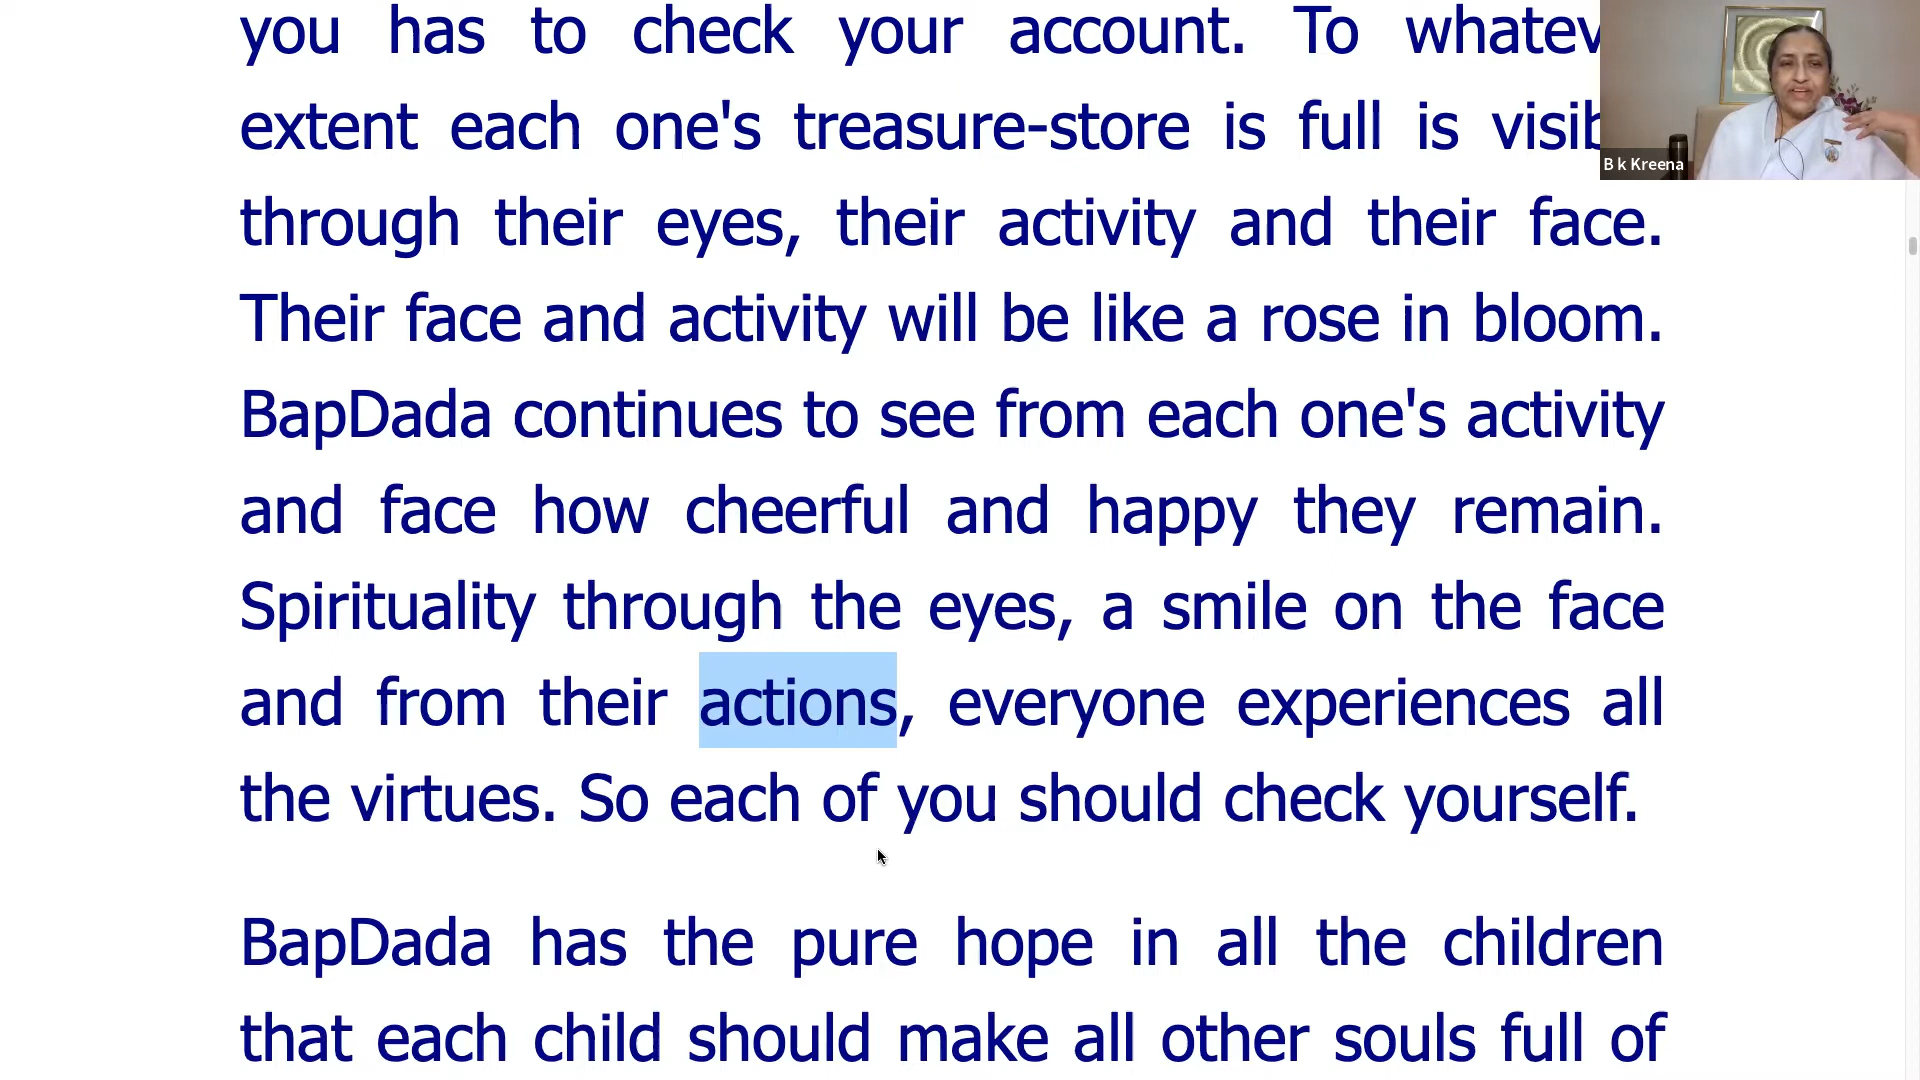 you has to check your account. To
extent each one's treasure-store is full is
through their eyes, their activity and their face.
Their face and activity will be like a rose in bloom.
BapDada continues to see from each one's activity
and face how cheerful and happy they remain.
Spirituality through the eyes, a smile on the face
and from their actions, everyone experiences all
the virtues. So each of you should check yourself.
BapDada has the pure hope in all the children
that each child should make all other souls full of
B k Kreena